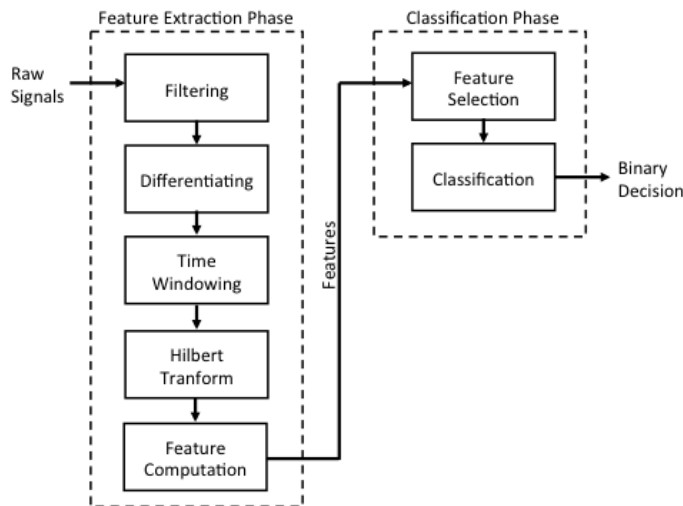 Feature Extraction Phase
Raw
Signals
Filtering
Differentiating
Time
Windowing
Hilbert
Tranform
Feature
Computation
Features
Classification Phase
Feature
Selection
Classification
Binary
Decision